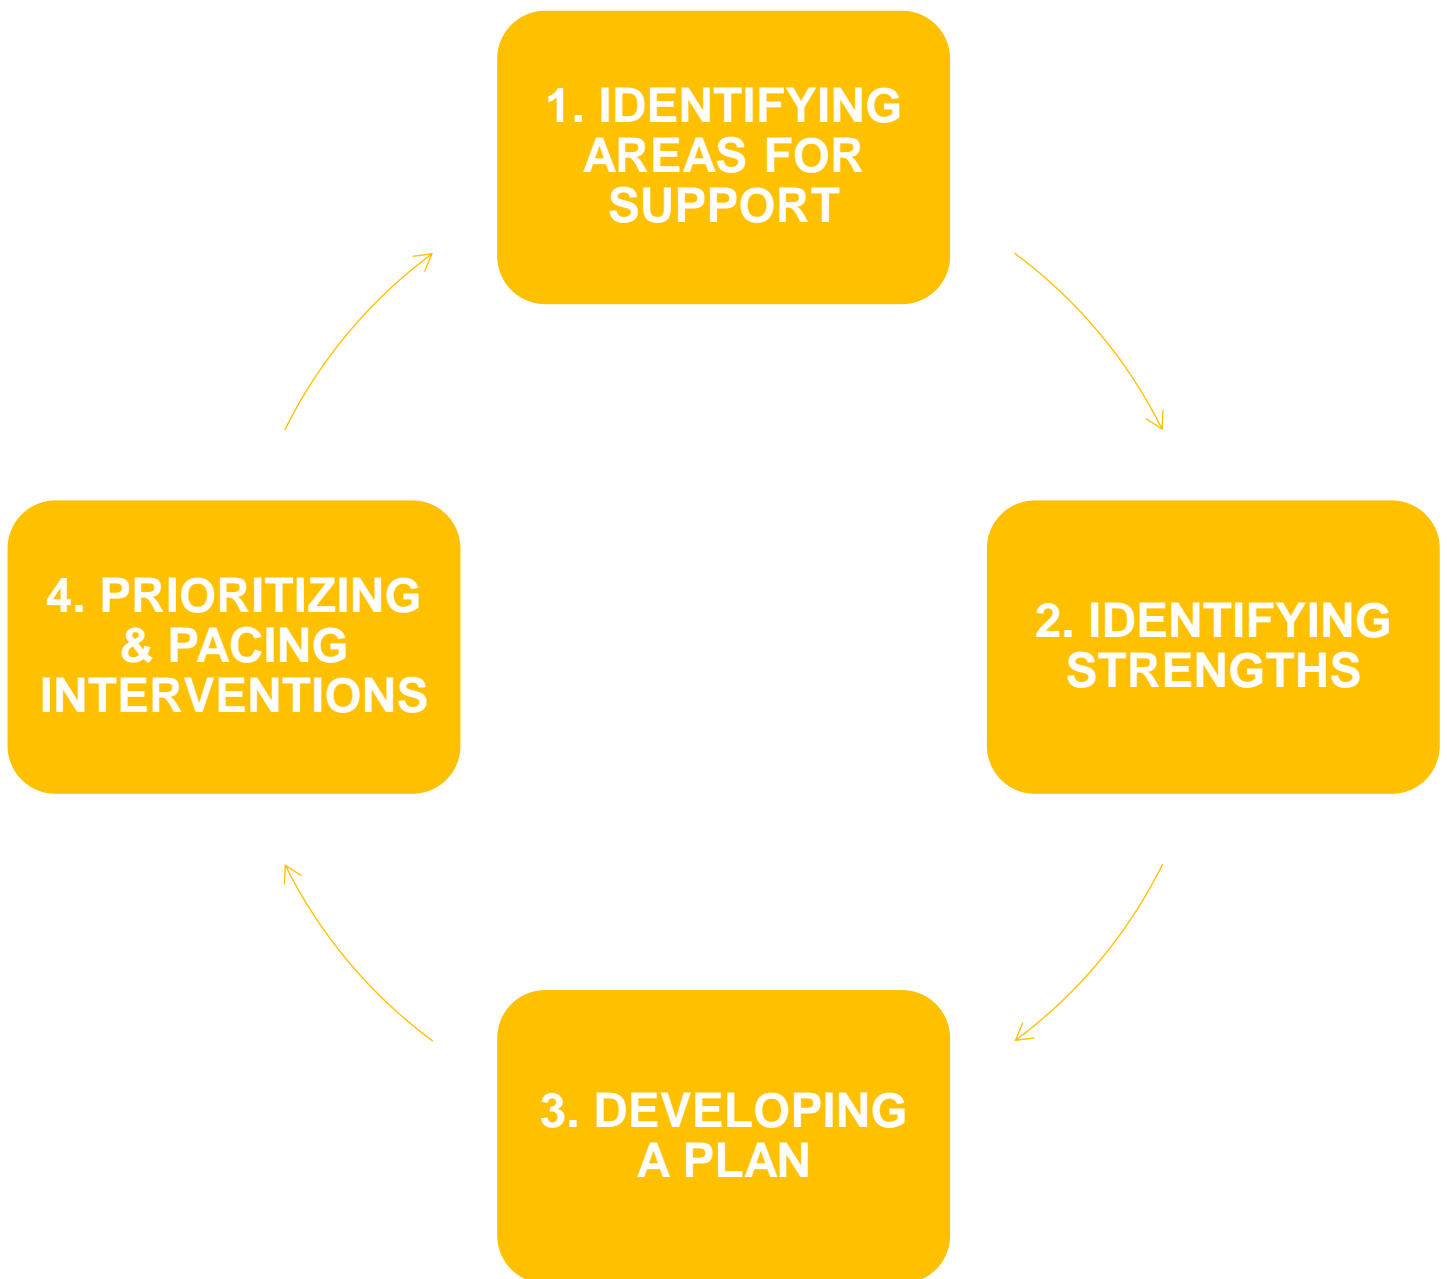 1. IDENTIFYING
AREAS FOR
SUPPORT
2. IDENTIFYING
STRENGTHS
3. DEVELOPING
A PLAN
4. PRIORITIZING
& PACING
INTERVENTIONS